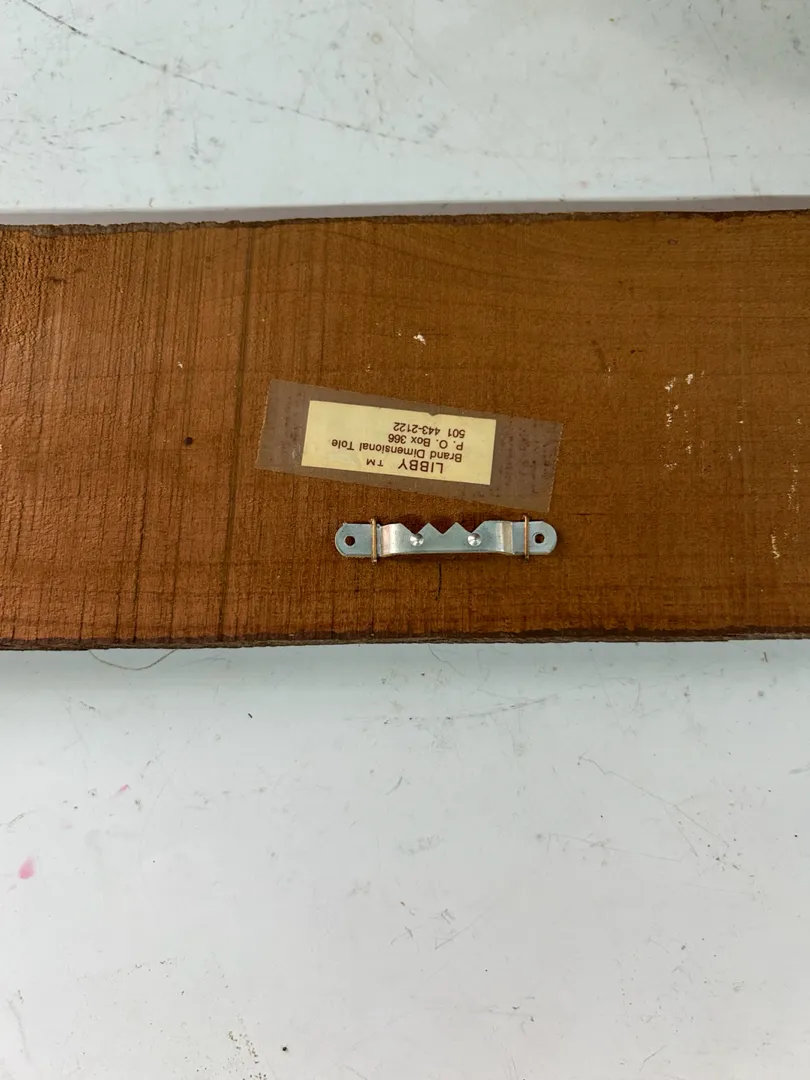 LIBBY TM
Brand Dimensional Tole
P. O. Box 366
501 443-2122